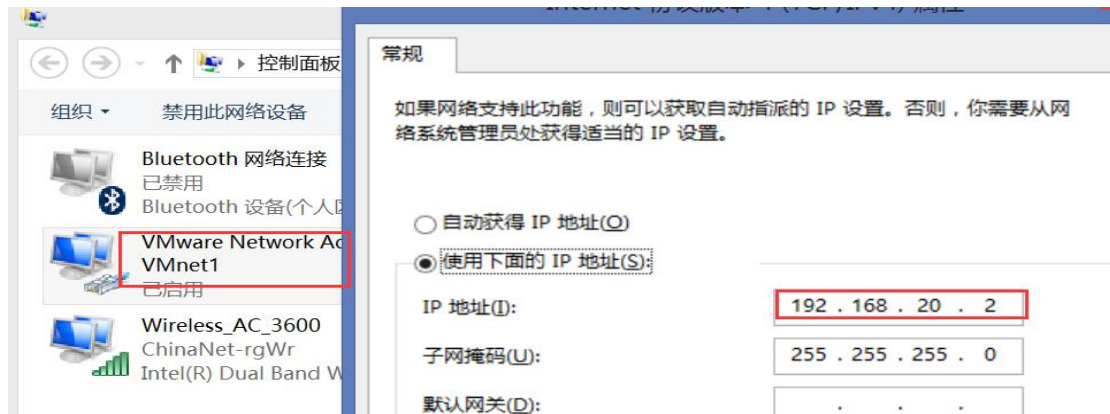 控制面板
组织
禁用此网络设备
Bluetooth 网络连接
已禁用
Bluetooth 设备(个人
VMware Network
VMnet1
已启用
Wireless_AC_3600
ChinaNet-rgWr
Intel(R) Dual Band
常规
如果网络支持此功能，则可以获取自动指派的 IP 设置。否则，你需要从网
络系统管理员处获得适当的 IP 设置。
自动获得 IP 地址(O)
使用下面的 IP 地址(S):
IP 地址(I):
192 . 168 . 20 . 2
子网掩码(U):
255 . 255 . 255 . 0
默认网关(D):
. . .